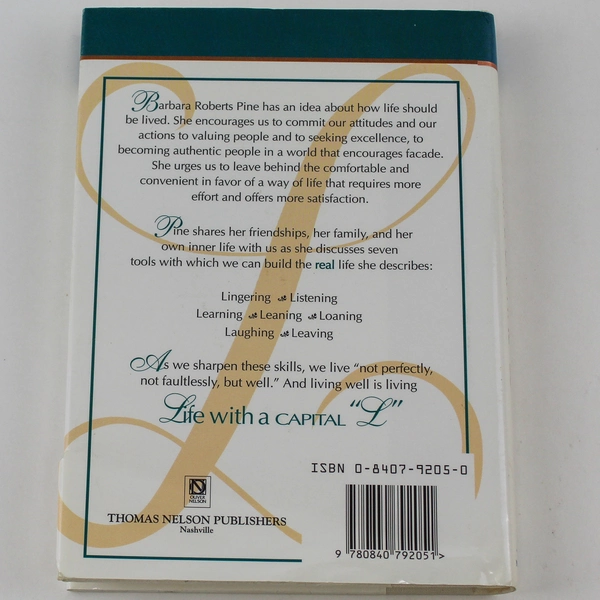 Barbara Roberts Pine has an idea about how life should
be lived. She encourages us to commit our attitudes and our
actions to valuing people and to seeking excellence, to
becoming authentic people in a world that encourages facade.
She urges us to leave behind the comfortable and
convenient in favor of a way of life that requires more
effort and offers more satisfaction.
Pine shares her friendships, her family, and her
own inner life with us as she discusses seven
tools with which we can build the real life she describes:
Lingering Listening
Learning Leaning Loaning
Laughing Leaving
As we sharpen these skills, we live “not perfectly,
not faultlessly, but well.” And living well is living
Life with a CAPITAL “L”
ISBN 0-8407-9205-0
OLIVER
NELSON
THOMAS NELSON PUBLISHERS
Nashville
9 780840 792051 >